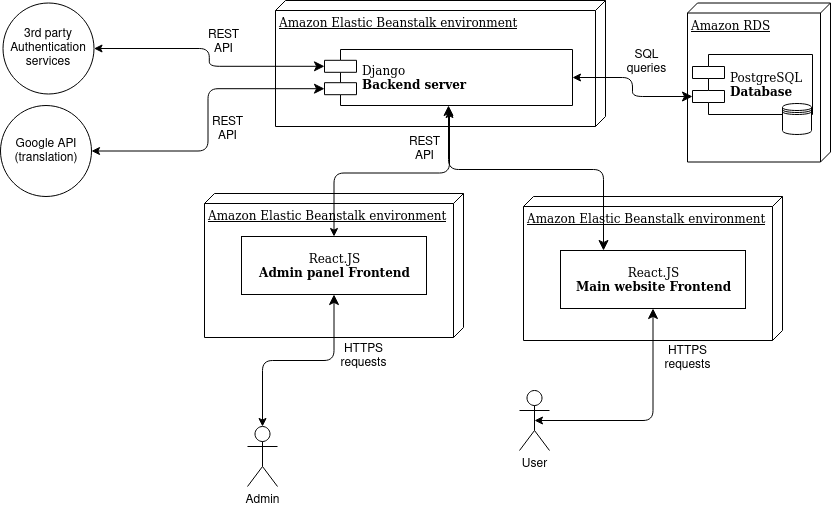 3rd party
Authentication
services
REST
API
Amazon Elastic Beanstalk environment
Django
Backend server
SQL
queries
Amazon RDS
PostgreSQL
Database
Google API
(translation)
REST
API
REST
API
Amazon Elastic Beanstalk environment
React.JS
Admin panel Frontend
Amazon Elastic Beanstalk environment
React.JS
Main website Frontend
HTTPS
requests
HTTPS
requests
Admin
User